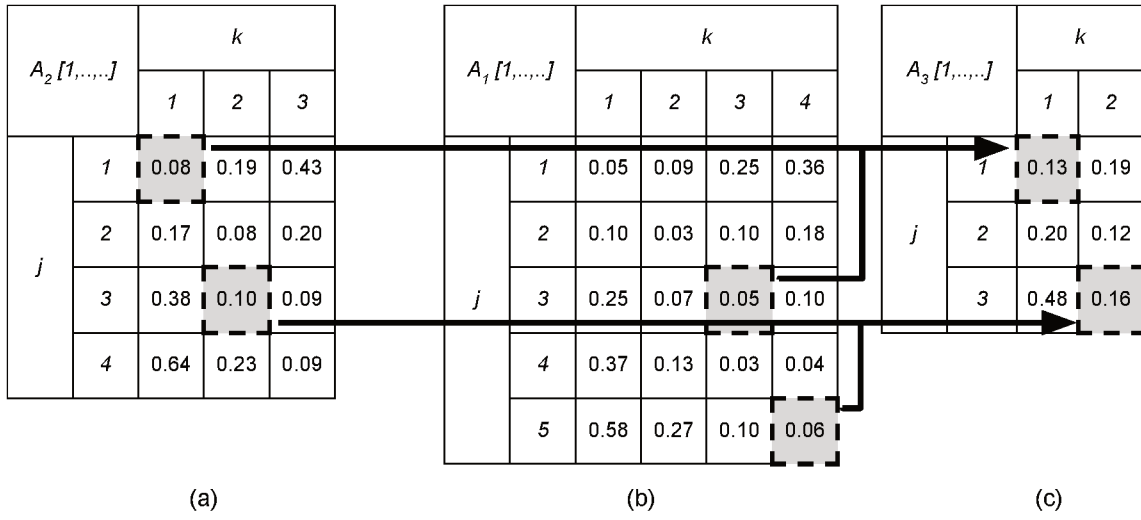 A2 [1,..,..] k
1 2 3
j
1 0.08 0.19 0.43
2 0.17 0.08 0.20
3 0.38 0.10 0.09
4 0.64 0.23 0.09
(a)
A1 [1,..,..] k
1 2 3 4
j
1 0.05 0.09 0.25 0.36
2 0.10 0.03 0.10 0.18
3 0.25 0.07 0.05 0.10
4 0.37 0.13 0.03 0.04
5 0.58 0.27 0.10 0.06
(b)
A3 [1,..,..] k
1 2
j
1 0.13 0.19
2 0.20 0.12
3 0.48 0.16
(c)